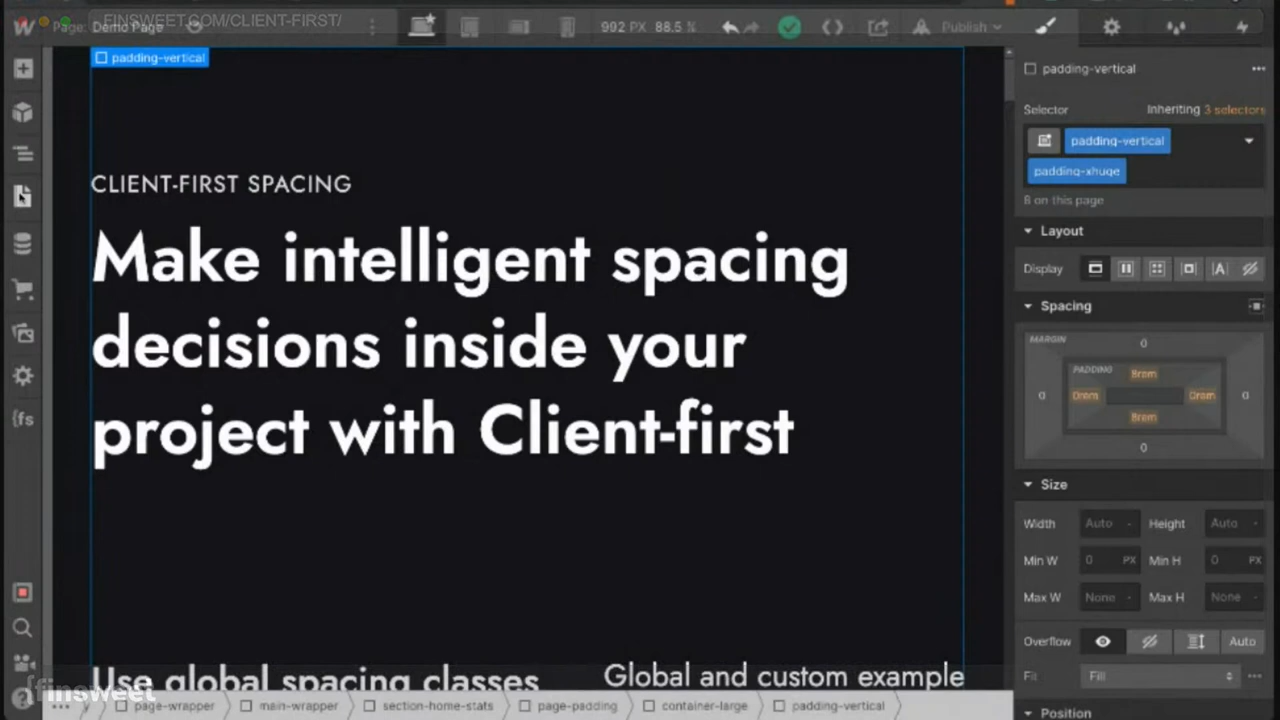 FINSWEET.COM/CLIENT-FIRST/
Page: Demo Page
992 PX 88.5 %
Publish
padding-vertical
CLIENT-FIRST SPACING
Make intelligent spacing
decisions inside your
project with Client-first
Use global spacing classes
Global and custom example
{fs
{finsweet
page-wrapper
main-wrapper
section-home-stats
page-padding
container-large
padding-vertical
padding-vertical
Selector
Inheriting 3 selectors
padding-vertical
padding-xhuge
8 on this page
Layout
Display
Spacing
MARGIN
0
PADDING
8rem
0 0rem 0rem 0
8rem
0
Size
Width Auto - Height Auto -
Min W 0 PX Min H 0 PX
Max W None - Max H None -
Overflow Auto
Fit Fill
Position